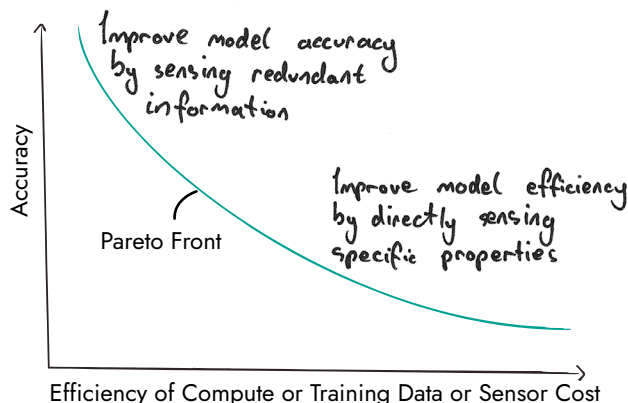 Improve model accuracy
by sensing redundant
information
Accuracy
Improve model efficiency
by directly sensing
specific properties
Pareto Front
Efficiency of Compute or Training Data or Sensor Cost